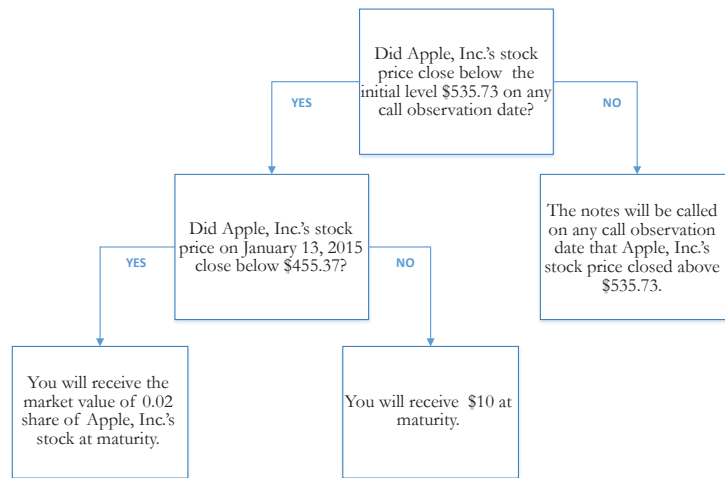 Did Apple, Inc.'s stock
price close below the
initial level $535.73 on any
call observation date?
YES
NO
Did Apple, Inc.'s stock
price on January 13, 2015
close below $455.37?
The notes will be called
on any call observation
date that Apple, Inc.'s
stock price closed above
$535.73.
YES
NO
You will receive the
market value of 0.02
share of Apple, Inc.'s
stock at maturity.
You will receive $10 at
maturity.